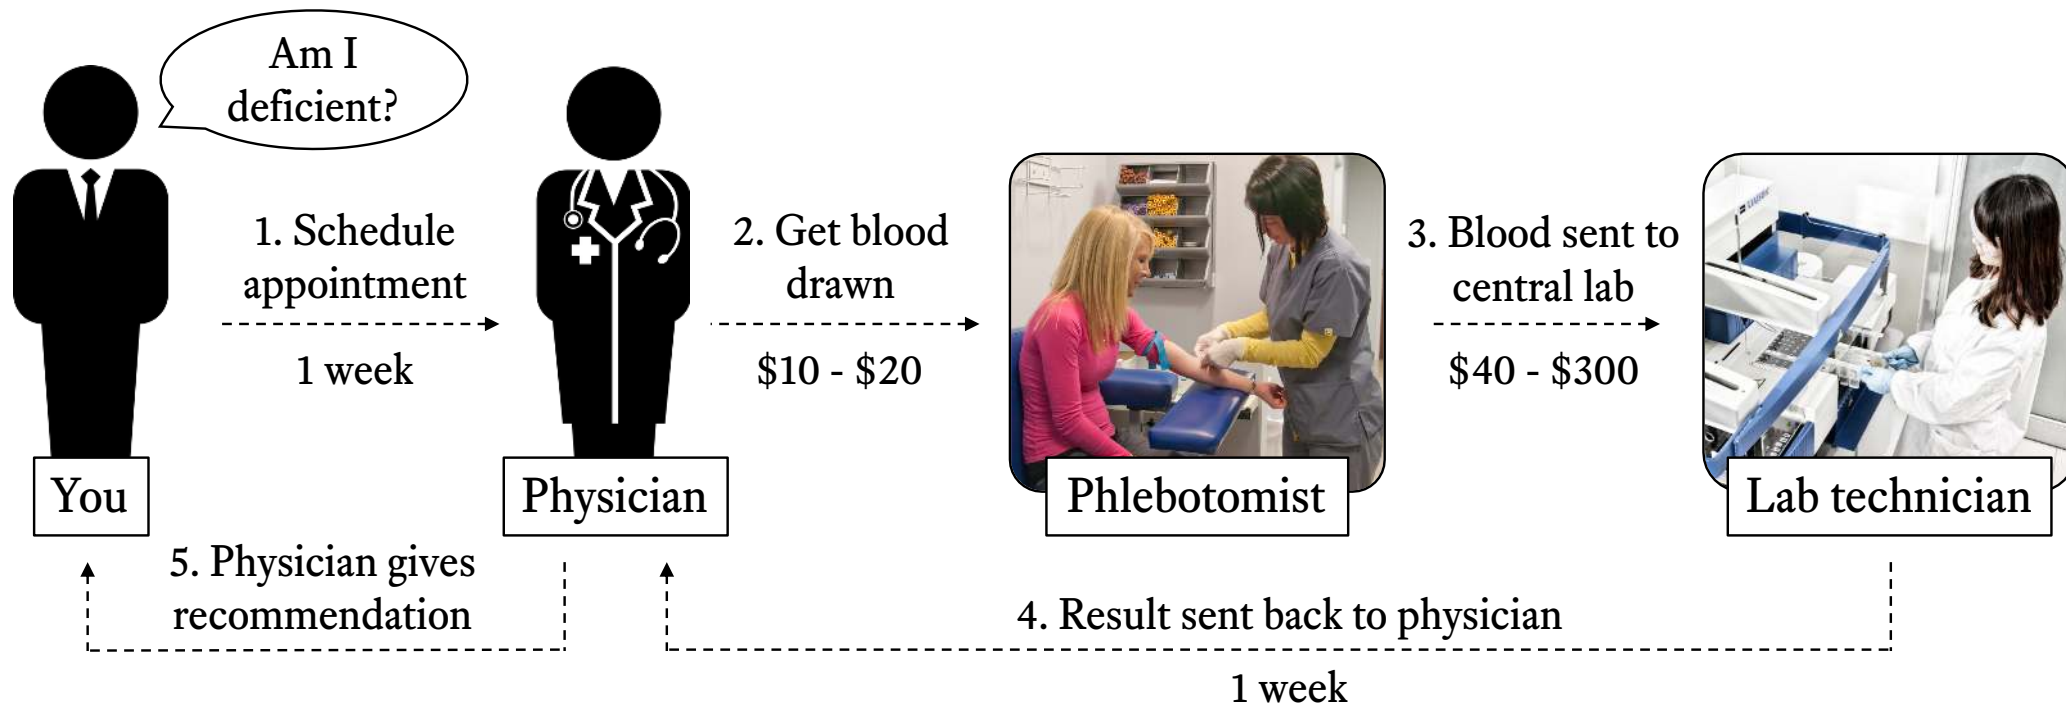 Am I
deficient?
1. Schedule
appointment
1 week
2. Get blood
drawn
$10 - $20
3. Blood sent to
central lab
$40 - $300
You
Physician
Phlebotomist
Lab technician
5. Physician gives
recommendation
4. Result sent back to physician
1 week